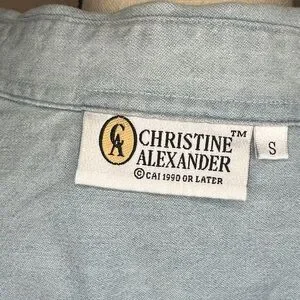 CA
CHRISTINE™
ALEXANDER
© CAI 1990 OR LATER
S